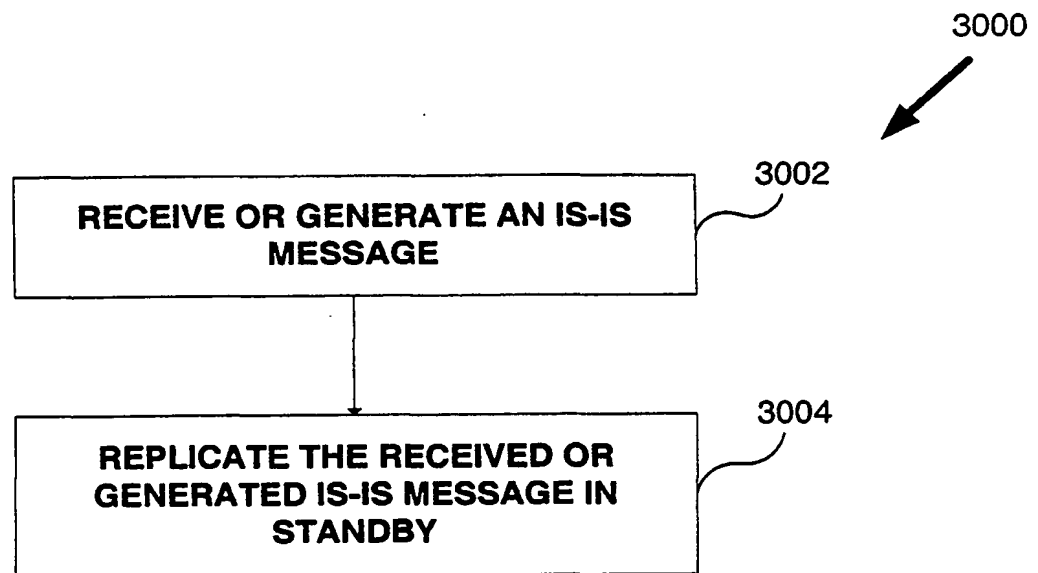 3000
3002
RECEIVE OR GENERATE AN IS-IS
MESSAGE
3004
REPLICATE THE RECEIVED OR
GENERATED IS-IS MESSAGE IN
STANDBY